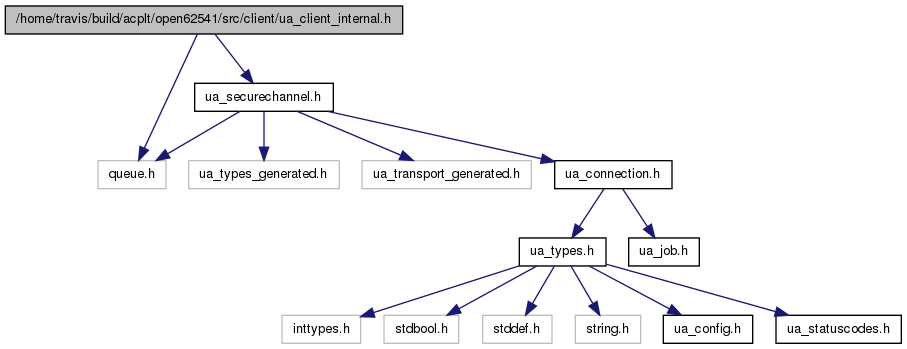 /home/travis/build/acplt/open62541/src/client/ua_client_internal.h
ua_securechannel.h
queue.h
ua_types_generated.h
ua_transport_generated.h
ua_connection.h
ua_types.h
ua_job.h
inttypes.h
stdbool.h
stddef.h
string.h
ua_config.h
ua_statuscodes.h